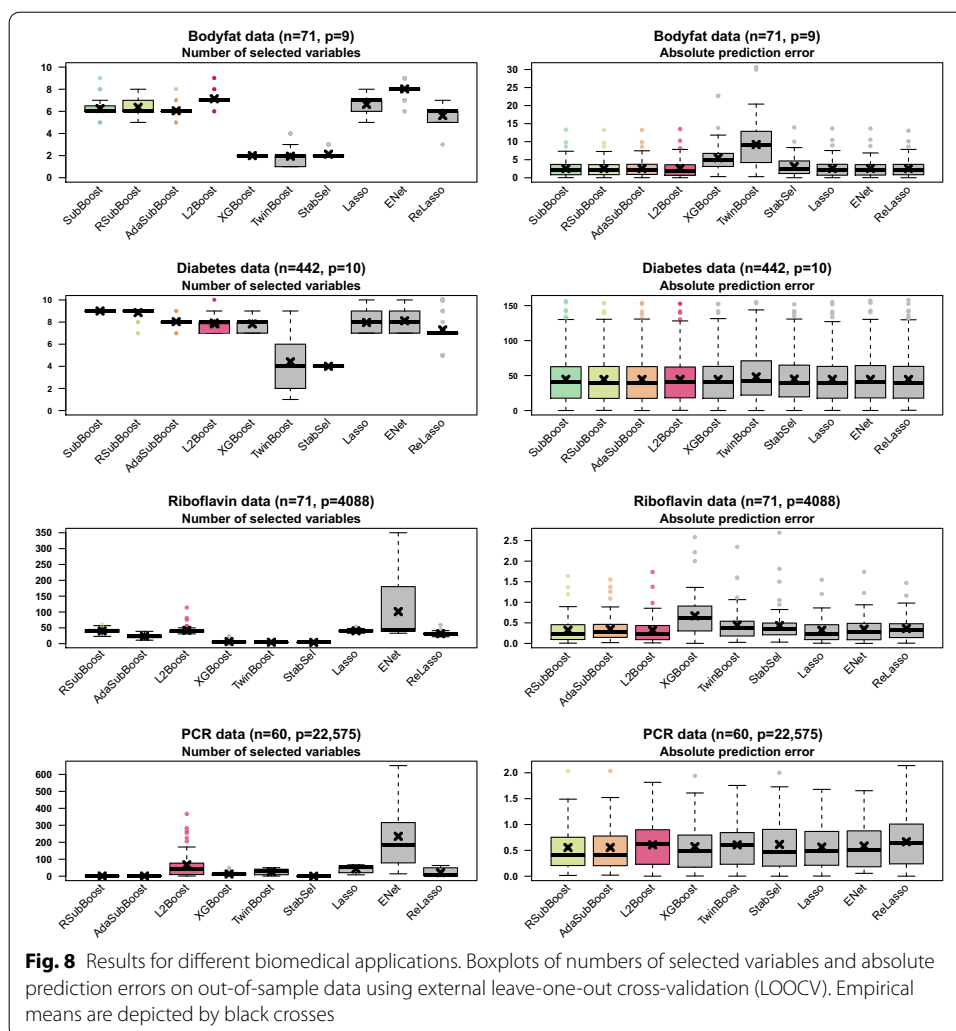 Bodyfat data (n=71, p=9)
Number of selected variables
10
8
6
4
2
0
SubBoost
RSubBoost
AdaSubBoost
L2Boost
XGBoost
TwinBoost
StabSel
Lasso
ENet
ReLasso
Bodyfat data (n=71, p=9)
Absolute prediction error
30
25
20
15
10
5
0
SubBoost
RSubBoost
AdaSubBoost
L2Boost
XGBoost
TwinBoost
StabSel
Lasso
ENet
ReLasso
Diabetes data (n=442, p=10)
Number of selected variables
10
8
6
4
2
0
SubBoost
RSubBoost
AdaSubBoost
L2Boost
XGBoost
TwinBoost
StabSel
Lasso
ENet
ReLasso
Diabetes data (n=442, p=10)
Absolute prediction error
150
100
50
0
SubBoost
RSubBoost
AdaSubBoost
L2Boost
XGBoost
TwinBoost
StabSel
Lasso
ENet
ReLasso
Riboflavin data (n=71, p=4088)
Number of selected variables
350
300
250
200
150
100
50
0
RSubBoost
AdaSubBoost
L2Boost
XGBoost
TwinBoost
StabSel
Lasso
ENet
ReLasso
Riboflavin data (n=71, p=4088)
Absolute prediction error
2.5
2.0
1.5
1.0
0.5
0.0
RSubBoost
AdaSubBoost
L2Boost
XGBoost
TwinBoost
StabSel
Lasso
ENet
ReLasso
PCR data (n=60, p=22,575)
Number of selected variables
600
500
400
300
200
100
0
RSubBoost
AdaSubBoost
L2Boost
XGBoost
TwinBoost
StabSel
Lasso
ENet
ReLasso
PCR data (n=60, p=22,575)
Absolute prediction error
2.0
1.5
1.0
0.5
0.0
RSubBoost
AdaSubBoost
L2Boost
XGBoost
TwinBoost
StabSel
Lasso
ENet
ReLasso
Fig. 8 Results for different biomedical applications. Boxplots of numbers of selected variables and absolute
prediction errors on out-of-sample data using external leave-one-out cross-validation (LOOCV). Empirical
means are depicted by black crosses